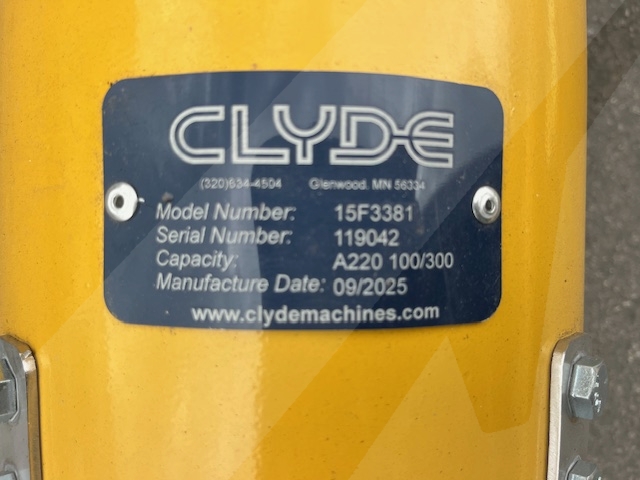 CLYDE
(320)634-4504 Glenwood, MN 56334
Model Number: 15F3381
Serial Number: 119042
Capacity: A220 100/300
Manufacture Date: 09/2025
www.clydemachines.com